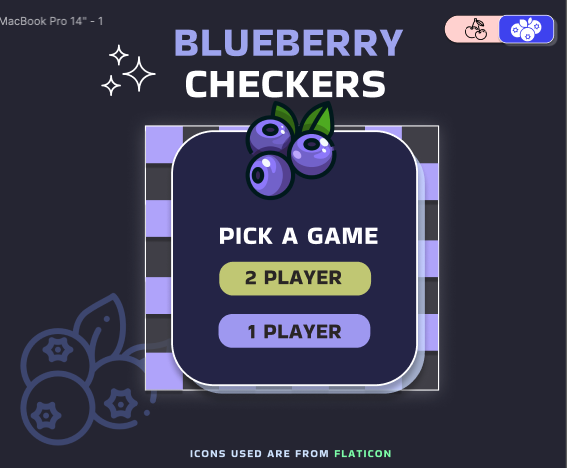 MacBook Pro 14" - 1
BLUEBERRY
CHECKERS
PICK A GAME
2 PLAYER
1 PLAYER
ICONS USED ARE FROM FLATICON